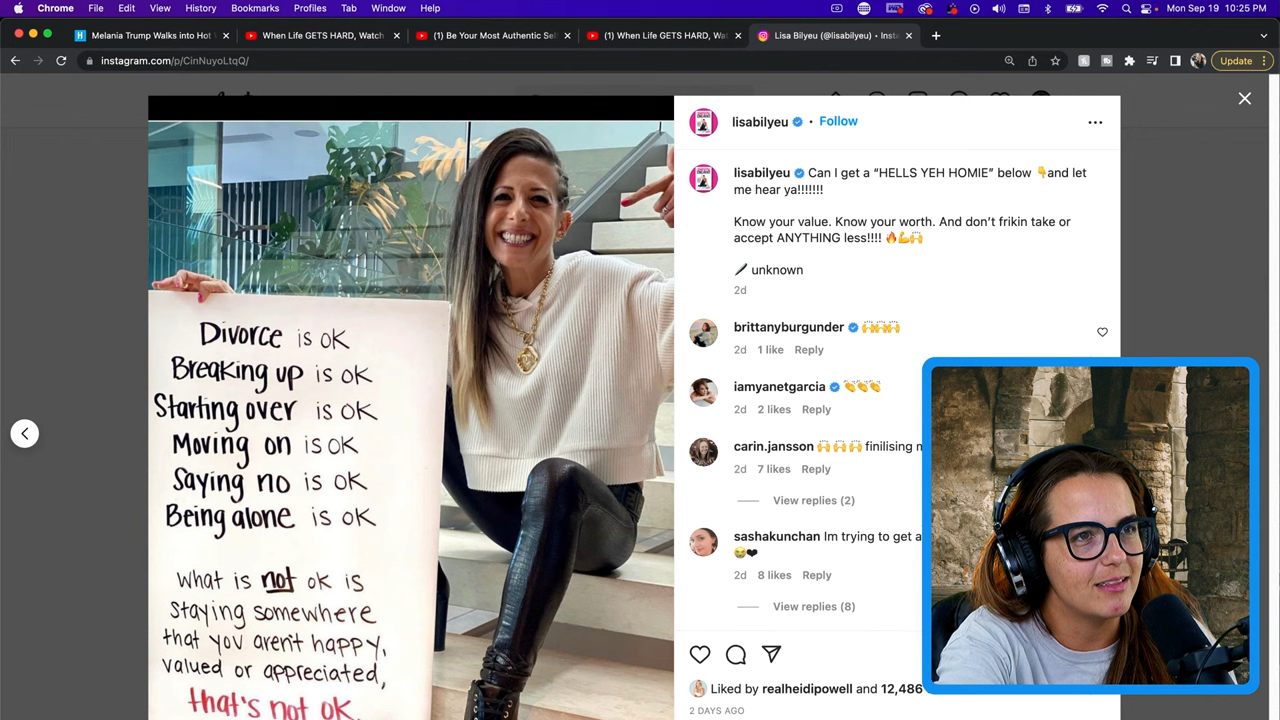 Chrome File Edit View History Bookmarks Profiles Tab Window Help
Mon Sep 19 10:25 PM
Melania Trump Walks into Hot
When Life GETS HARD, Watch
(1) Be Your Most Authentic Sel
(1) When Life GETS HARD, Wat
Lisa Bilyeu (@lisabilyeu) • Insta
instagram.com/p/CinNuyoLtqQ/
Update
Divorce is OK
Breaking up is OK
Starting over is OK
Moving on is OK
Saying no is OK
Being alone is OK
What is not ok is
staying somewhere
that you aren't happy,
valued or appreciated,
that's not ok.
lisabilyeu • Follow
lisabilyeu Can I get a “HELLS YEH HOMIE” below 👇and let
me hear ya!!!!!!!
Know your value. Know your worth. And don’t frikin take or
accept ANYTHING less!!!! 🔥💪🙌
unknown
2d
brittanyburgunder 🙌🙌🙌
2d 1 like Reply
iamyanetgarcia 👏👏👏
2d 2 likes Reply
carin.jansson 🙌 🙌 🙌 finilising
2d 7 likes Reply
View replies (2)
sashakunchan Im trying to get a
😭❤
2d 8 likes Reply
View replies (8)
Liked by realheidipowell and 12,486
2 DAYS AGO